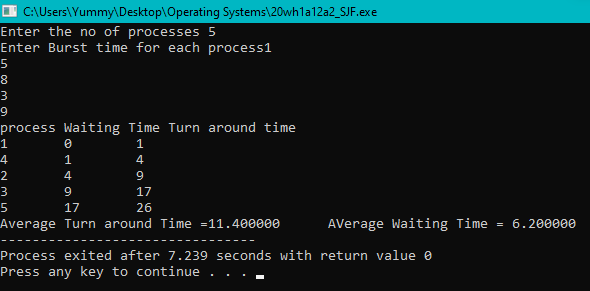 C:\Users\Yummy\Desktop\Operating Systems\20wh1a12a2_SJF.exe
Enter the no of processes 5
Enter Burst time for each process1
5
8
3
9
process Waiting Time Turn around time
1       0        1
4       1        4
2       4        9
3       9        17
5       17       26
Average Turn around Time =11.400000      AVerage Waiting Time = 6.200000
--------------------------------
Process exited after 7.239 seconds with return value 0
Press any key to continue . . .